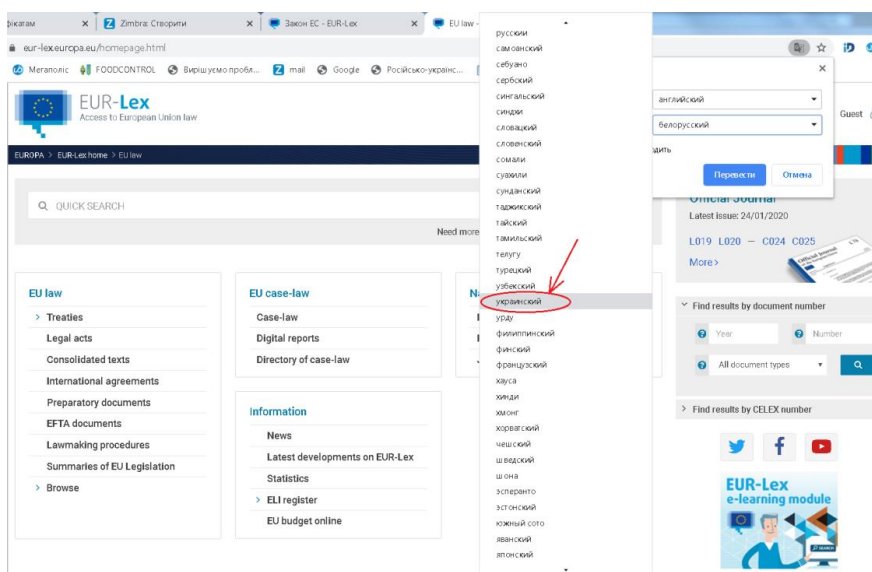 фікатам
Zimbra: Створити
Закон ЕС - EUR-Lex
EU law -
eur-lex.europa.eu/homepage.html
Мегаполіс
FOODCONTROL
Вирішуємо пробл...
mail
Google
Російсько-україн...
EUR-Lex
Access to European Union law
EUROPA > EUR-Lex home > EU law
QUICK SEARCH
Need more
EU law
Treaties
Legal acts
Consolidated texts
International agreements
Preparatory documents
EFTA documents
Lawmaking procedures
Summaries of EU Legislation
Browse
EU case-law
Case-law
Digital reports
Directory of case-law
Information
News
Latest developments on EUR-Lex
Statistics
ELI register
EU budget online
русский
самоанский
себуано
сербский
сингальский
синдхи
словацкий
словенский
сомали
суахили
сунданский
таджикский
тайский
тамильский
телугу
турецкий
узбекский
украинский
урду
филиппинский
финский
французский
хауса
хинди
хмонг
хорватский
чешский
шведский
шона
эсперанто
эстонский
южный сото
яванский
японский
английский
белорусский
дить
Перевести
Отмена
Guest
Official Journal
Latest issue: 24/01/2020
L019 L020 — C024 C025
More >
Find results by document number
Year
Number
All document types
Find results by CELEX number
EUR-Lex
e-learning module
SEARCH